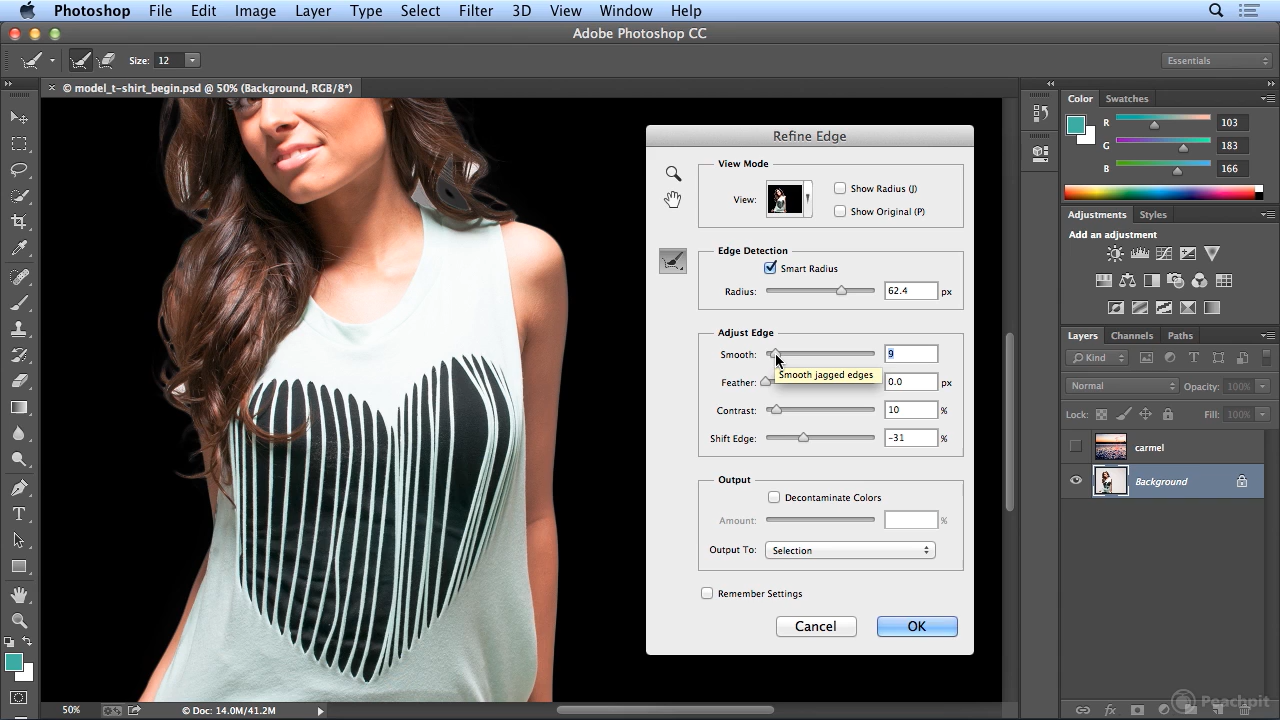 Photoshop File Edit Image Layer Type Select Filter 3D View Window Help
Adobe Photoshop CC
Size: 12
Essentials
× © model_t-shirt_begin.psd @ 50% (Background, RGB/8*)
Color Swatches
R 103
G 183
B 166
Adjustments Styles
Add an adjustment
Layers Channels Paths
Kind
Normal Opacity: 100%
Lock: Fill: 100%
carmel
Background
Refine Edge
View Mode
View:
Show Radius (J)
Show Original (P)
Edge Detection
Smart Radius
Radius: 62.4 px
Adjust Edge
Smooth: 9
Smooth jagged edges
Feather: 0.0 px
Contrast: 10 %
Shift Edge: -31 %
Output
Decontaminate Colors
Amount: %
Output To: Selection
Remember Settings
Cancel OK
50% © Doc: 14.0M/41.2M
Peachpit
fx